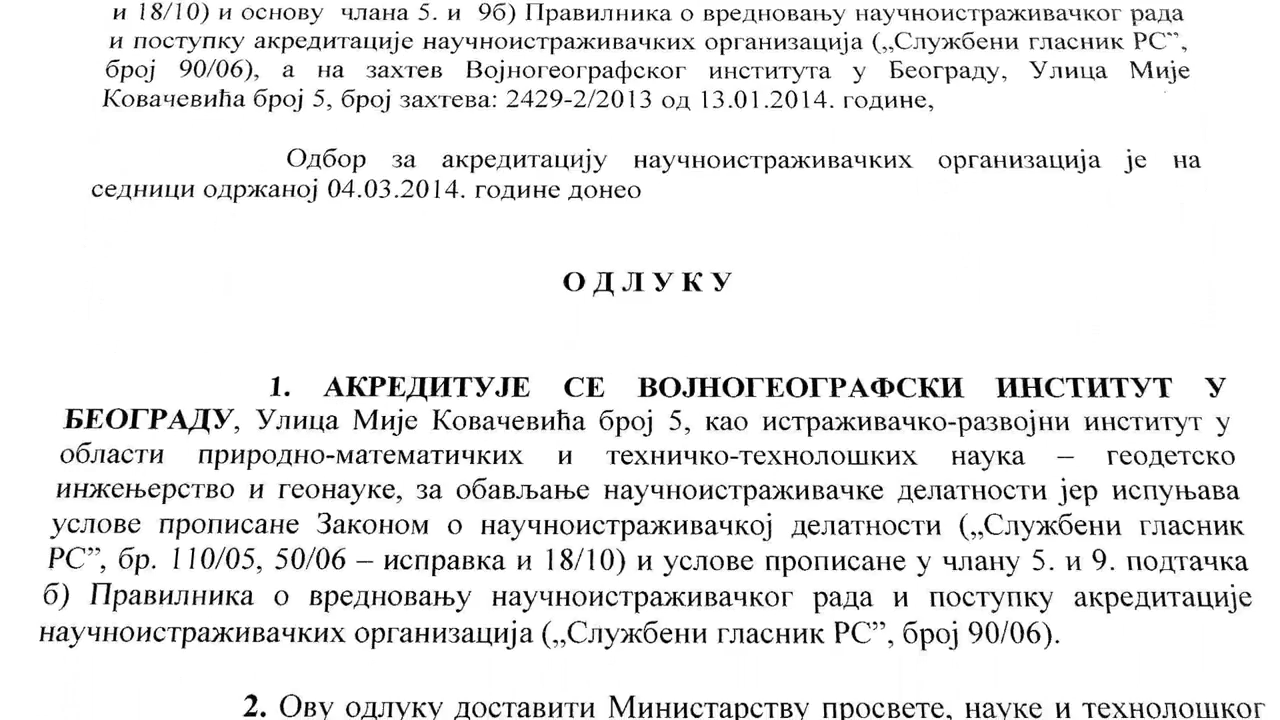 и 18/10) и основу члана 5. и 9б) Правилника о вредновању научноистраживачког рада
и поступку акредитације научноистраживачких организација („Службени гласник РС”,
број 90/06), а на захтев Војногеографског института у Београду, Улица Мије
Ковачевића број 5, број захтева: 2429-2/2013 од 13.01.2014. године,
Одбор за акредитацију научноистраживачких организација је на
седници одржаној 04.03.2014. године донео
О Д Л У К У
1. АКРЕДИТУЈЕ СЕ ВОЈНОГЕОГРАФСКИ ИНСТИТУТ У
БЕОГРАДУ, Улица Мије Ковачевића број 5, као истраживачко-развојни институт у
области природно-математичких и техничко-технолошких наука – геодетско
инжењерство и геонауке, за обављање научноистраживачке делатности јер испуњава
услове прописане Законом о научноистраживачкој делатности („Службени гласник
РС”, бр. 110/05, 50/06 – исправка и 18/10) и услове прописане у члану 5. и 9. подтачка
б) Правилника о вредновању научноистраживачког рада и поступку акредитације
научноистраживачких организација („Службени гласник РС”, број 90/06).
2. Ову одлуку доставити Министарству просвете, науке и технолошког